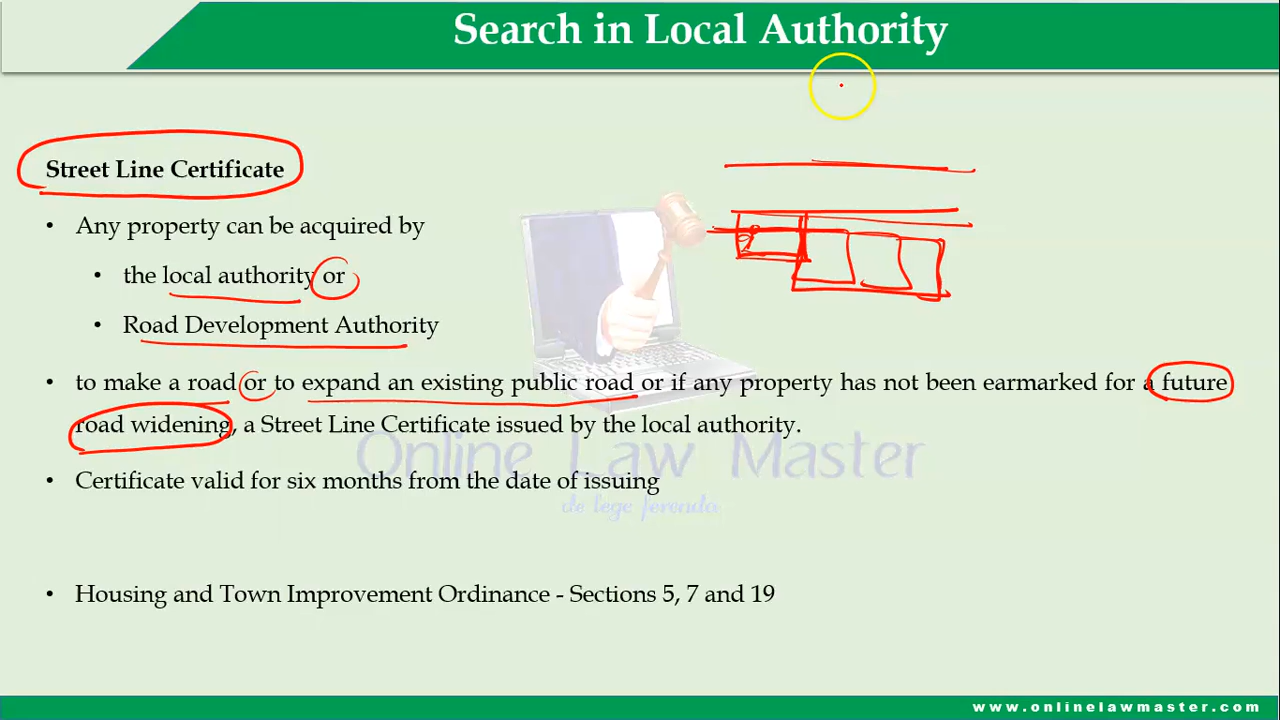 Search in Local Authority
Street Line Certificate
• Any property can be acquired by
• the local authority or
• Road Development Authority
• to make a road or to expand an existing public road or if any property has not been earmarked for a future
road widening, a Street Line Certificate issued by the local authority.
Online Law Master
• Certificate valid for six months from the date of issuing
de lege ferenda
• Housing and Town Improvement Ordinance - Sections 5, 7 and 19
www.onlinelawmaster.com